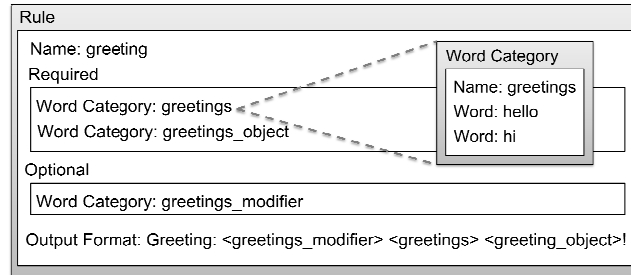 Rule
Name: greeting
Required
Word Category: greetings
Word Category: greetings_object
Word Category
Name: greetings
Word: hello
Word: hi
Optional
Word Category: greetings_modifier
Output Format: Greeting: <greetings_modifier> <greetings> <greeting_object>!